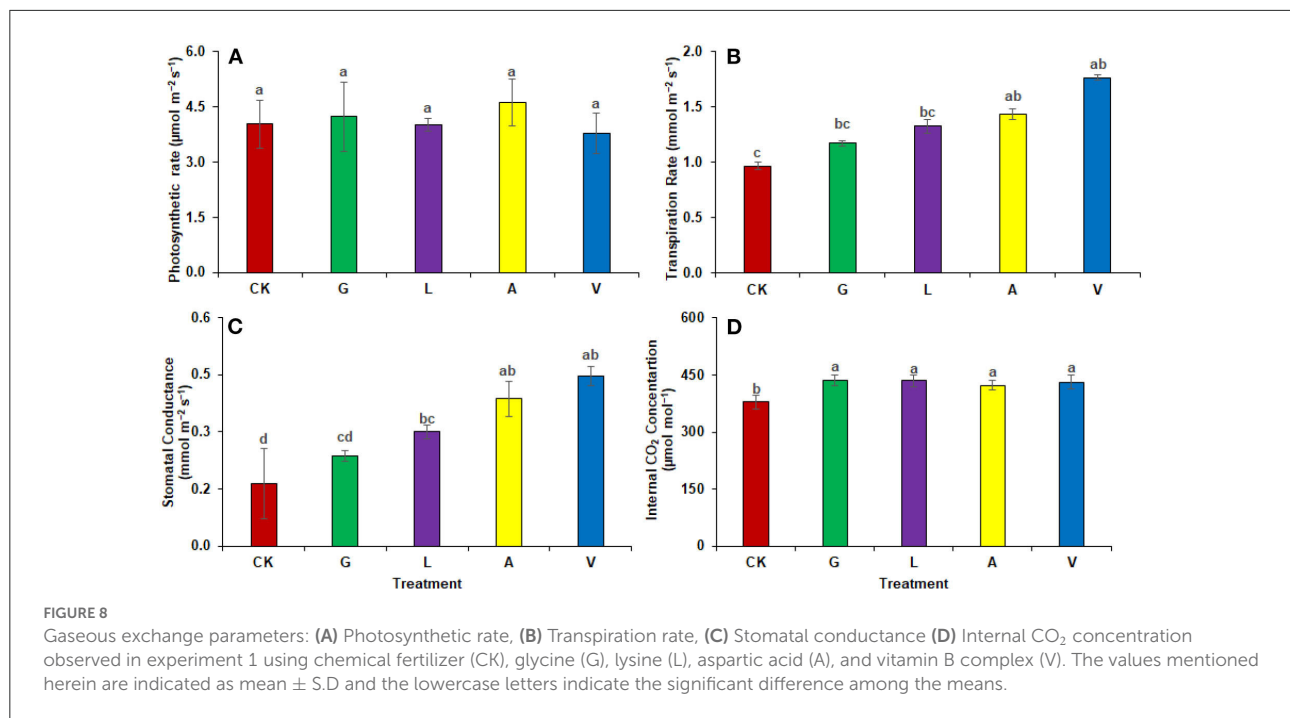 A
Photosynthetic rate (µmol m⁻² s⁻¹)
6.0
4.5
3.0
1.5
0.0
a
a
a
a
a
CK G L A V
B
Transpiration Rate (mmol m⁻² s⁻¹)
2.0
1.5
1.0
0.5
0.0
c
bc
bc
ab
ab
CK G L A V
C
Stomatal Conductance
(mmol m⁻² s⁻¹)
0.6
0.5
0.3
0.2
0.0
d
cd
bc
ab
ab
CK G L A V
Treatment
D
Internal CO₂ Concentartion
(µmol mol⁻¹)
600
450
300
150
0
b
a
a
a
a
CK G L A V
Treatment
FIGURE 8
Gaseous exchange parameters: (A) Photosynthetic rate, (B) Transpiration rate, (C) Stomatal conductance (D) Internal CO₂ concentration
observed in experiment 1 using chemical fertilizer (CK), glycine (G), lysine (L), aspartic acid (A), and vitamin B complex (V). The values mentioned
herein are indicated as mean ± S.D and the lowercase letters indicate the significant difference among the means.